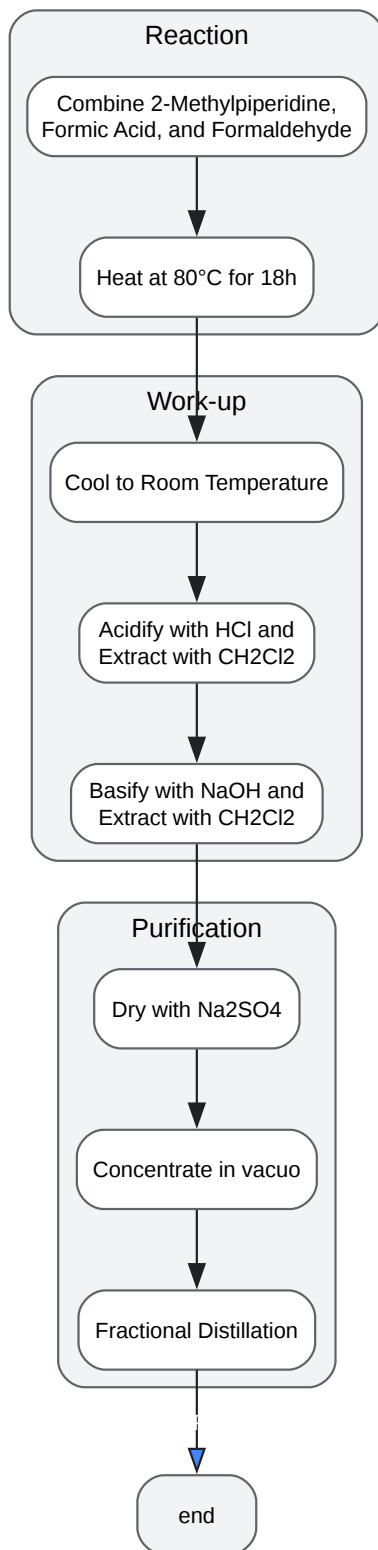 Reaction
Combine 2-Methylpiperidine,
Formic Acid, and Formaldehyde
Heat at 80°C for 18h
Work-up
Cool to Room Temperature
Acidify with HCl and
Extract with CH2Cl2
Basify with NaOH and
Extract with CH2Cl2
Purification
Dry with Na2SO4
Concentrate in vacuo
Fractional Distillation
end